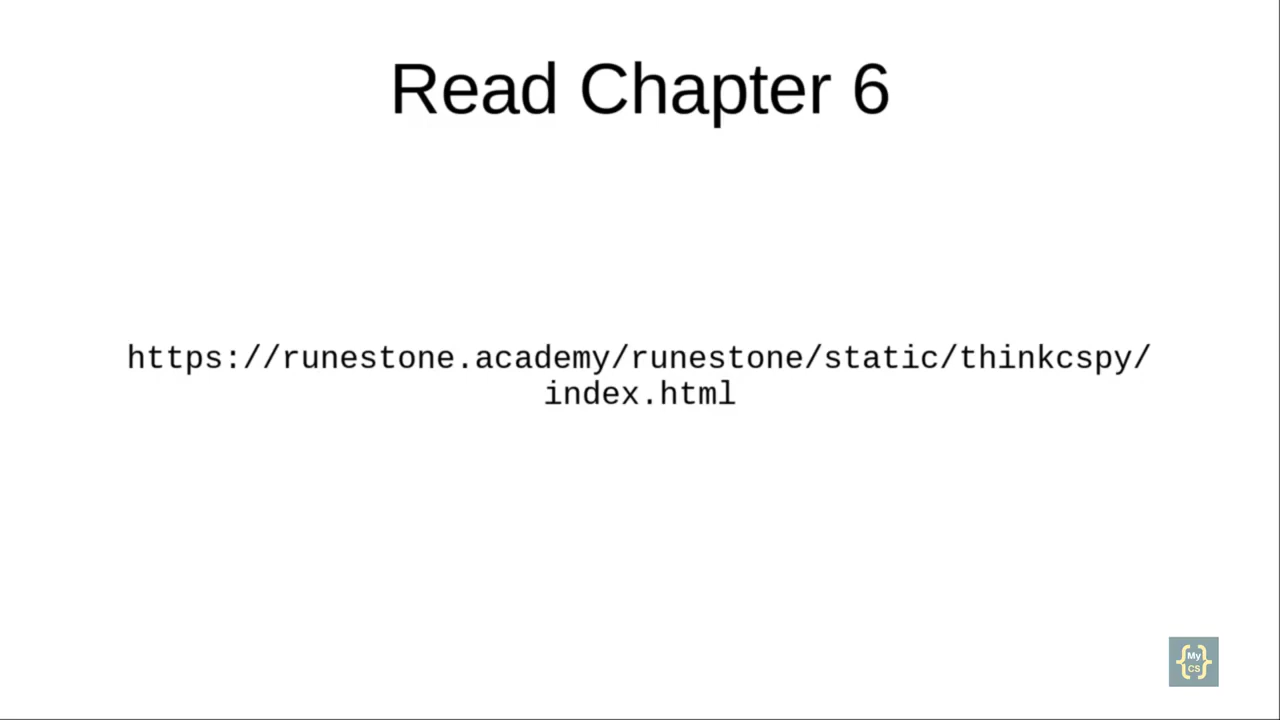 Read Chapter 6
https://runestone.academy/runestone/static/thinkcspy/
index.html
{My
CS}